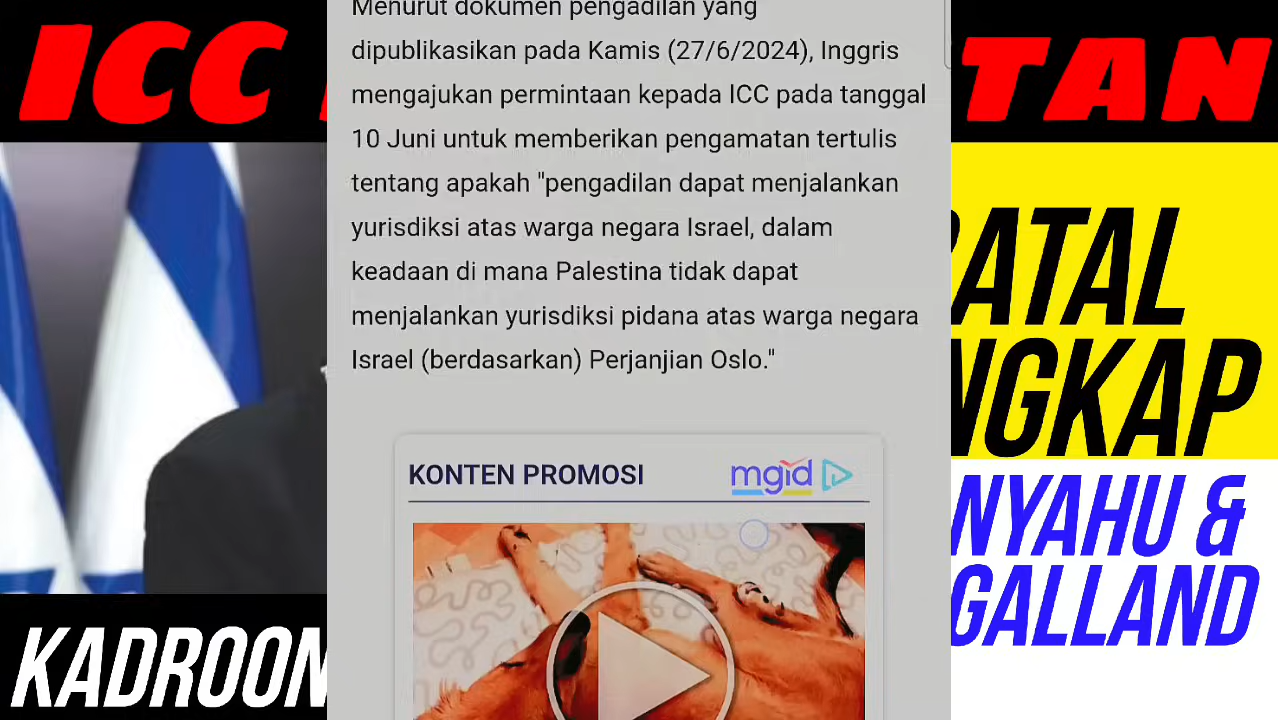 ICC
TAN
Menurut dokumen pengadilan yang
dipublikasikan pada Kamis (27/6/2024), Inggris
mengajukan permintaan kepada ICC pada tanggal
10 Juni untuk memberikan pengamatan tertulis
tentang apakah "pengadilan dapat menjalankan
yurisdiksi atas warga negara Israel, dalam
keadaan di mana Palestina tidak dapat
menjalankan yurisdiksi pidana atas warga negara
Israel (berdasarkan) Perjanjian Oslo."
KONTEN PROMOSI
mgid
KADROON
ATAL
NGKAP
NYAHU &
GALLAND